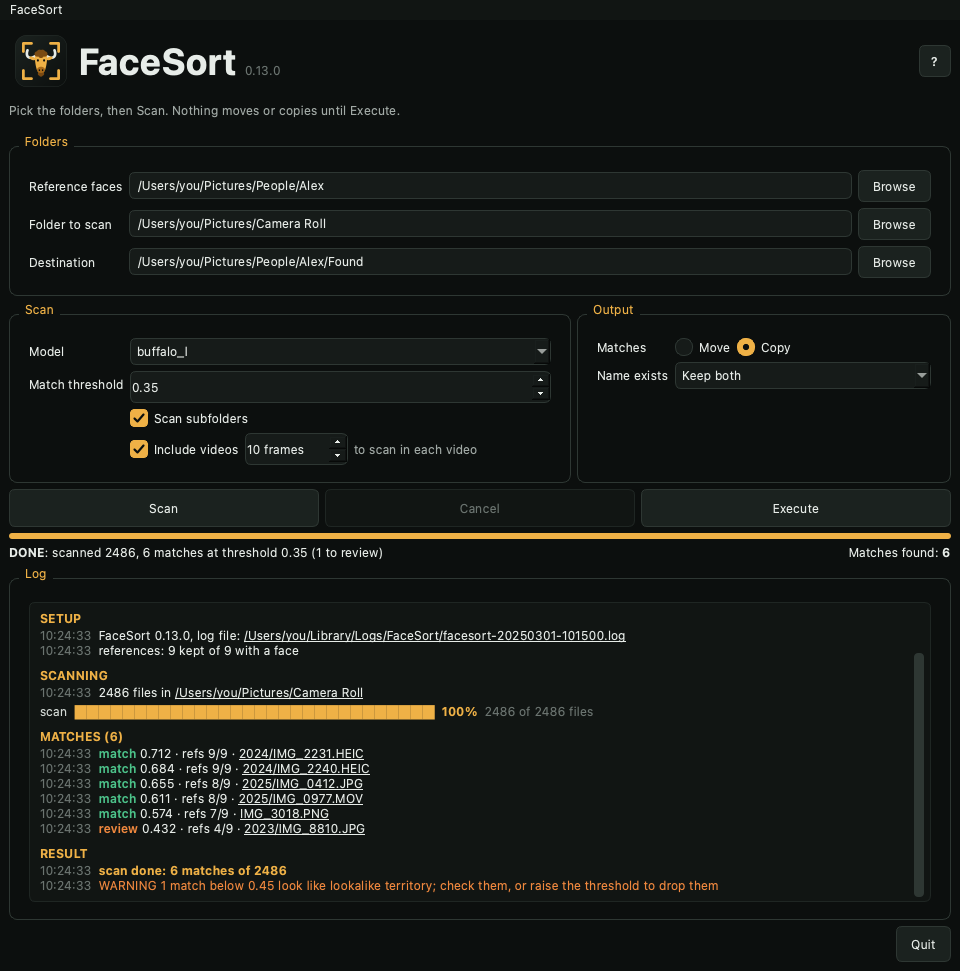 FaceSort
FaceSort 0.13.0
?
Pick the folders, then Scan. Nothing moves or copies until Execute.
Folders
Reference faces /Users/you/Pictures/People/Alex Browse
Folder to scan /Users/you/Pictures/Camera Roll Browse
Destination /Users/you/Pictures/People/Alex/Found Browse
Scan
Model buffalo_l
Match threshold 0.35
Scan subfolders
Include videos 10 frames to scan in each video
Output
Matches Move Copy
Name exists Keep both
Scan Cancel Execute
DONE: scanned 2486, 6 matches at threshold 0.35 (1 to review) Matches found: 6
Log
SETUP
10:24:33 FaceSort 0.13.0, log file: /Users/you/Library/Logs/FaceSort/facesort-20250301-101500.log
10:24:33 references: 9 kept of 9 with a face
SCANNING
10:24:33 2486 files in /Users/you/Pictures/Camera Roll
scan 100% 2486 of 2486 files
MATCHES (6)
10:24:33 match 0.712 · refs 9/9 · 2024/IMG_2231.HEIC
10:24:33 match 0.684 · refs 9/9 · 2024/IMG_2240.HEIC
10:24:33 match 0.655 · refs 8/9 · 2025/IMG_0412.JPG
10:24:33 match 0.611 · refs 8/9 · 2025/IMG_0977.MOV
10:24:33 match 0.574 · refs 7/9 · IMG_3018.PNG
10:24:33 review 0.432 · refs 4/9 · 2023/IMG_8810.JPG
RESULT
10:24:33 scan done: 6 matches of 2486
10:24:33 WARNING 1 match below 0.45 look like lookalike territory; check them, or raise the threshold to drop them
Quit